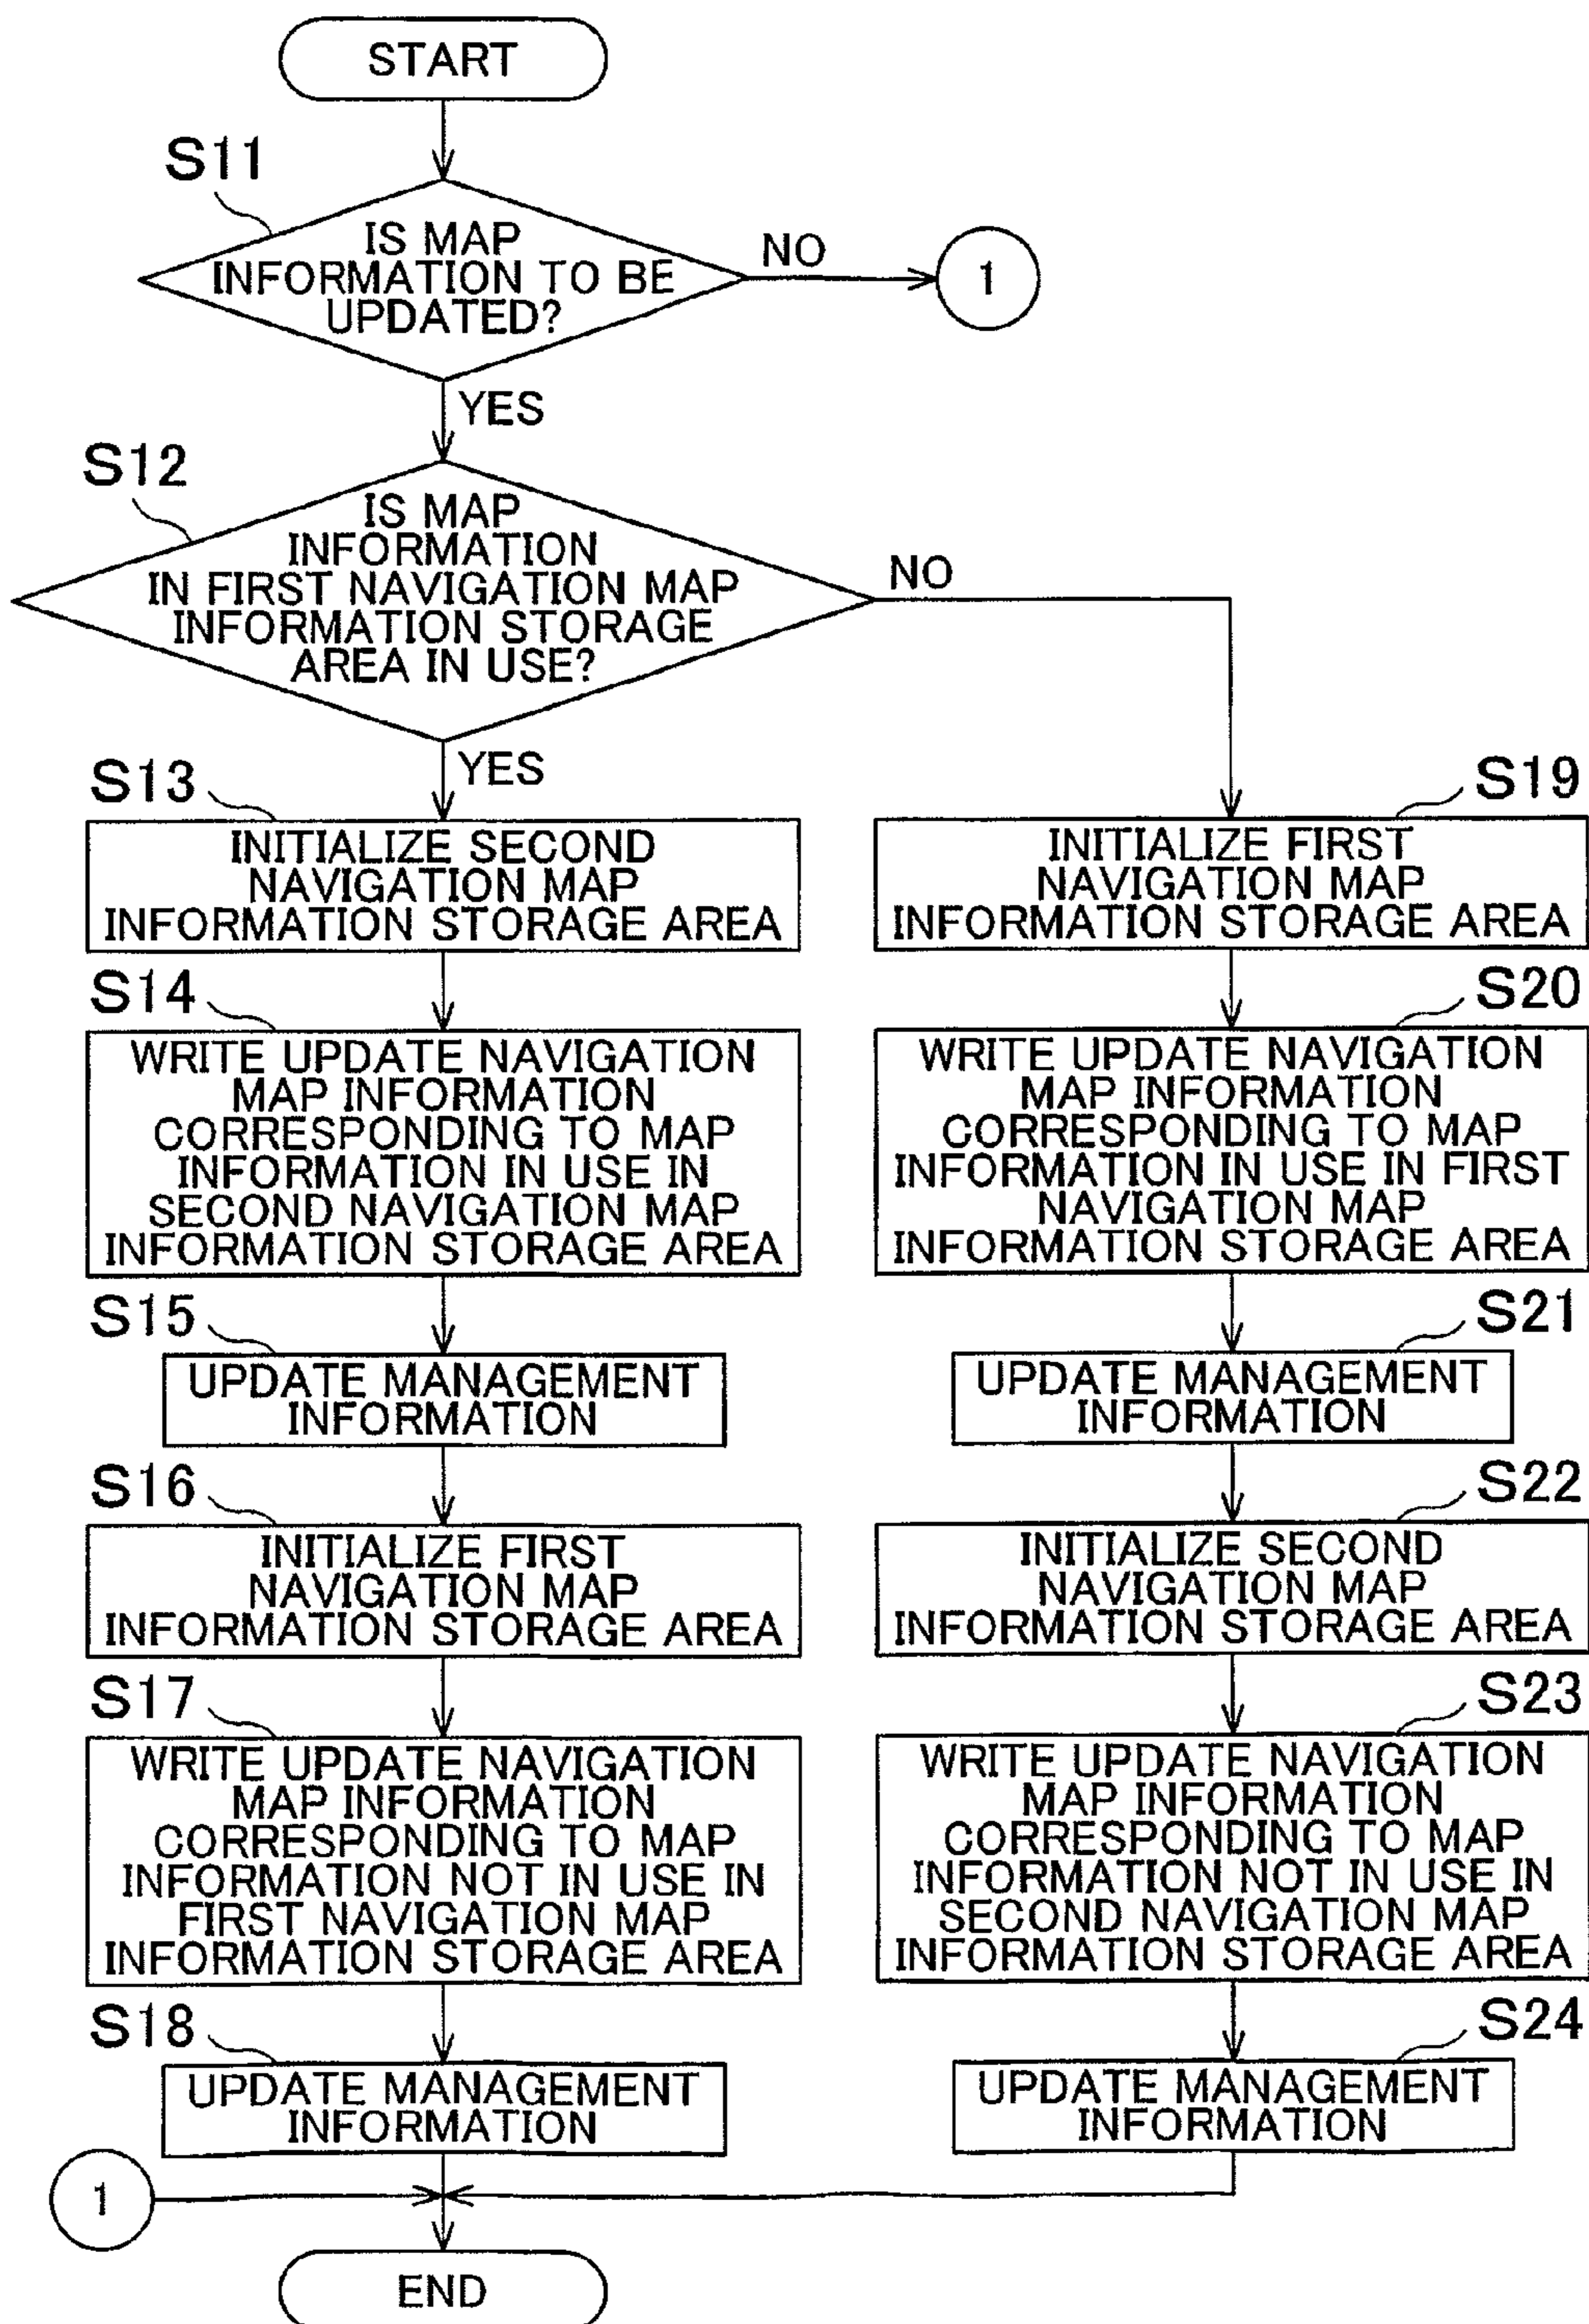 START
S11
IS MAP
INFORMATION TO BE
UPDATED?
NO
1
YES
S12
IS MAP
INFORMATION
IN FIRST NAVIGATION MAP
INFORMATION STORAGE
AREA IN USE?
NO
YES
S13
INITIALIZE SECOND
NAVIGATION MAP
INFORMATION STORAGE AREA
S14
WRITE UPDATE NAVIGATION
MAP INFORMATION
CORRESPONDING TO MAP
INFORMATION IN USE IN
SECOND NAVIGATION MAP
INFORMATION STORAGE AREA
S15
UPDATE MANAGEMENT
INFORMATION
S16
INITIALIZE FIRST
NAVIGATION MAP
INFORMATION STORAGE AREA
S17
WRITE UPDATE NAVIGATION
MAP INFORMATION
CORRESPONDING TO MAP
INFORMATION NOT IN USE IN
FIRST NAVIGATION MAP
INFORMATION STORAGE AREA
S18
UPDATE MANAGEMENT
INFORMATION
S19
INITIALIZE FIRST
NAVIGATION MAP
INFORMATION STORAGE AREA
S20
WRITE UPDATE NAVIGATION
MAP INFORMATION
CORRESPONDING TO MAP
INFORMATION IN USE IN FIRST
NAVIGATION MAP
INFORMATION STORAGE AREA
S21
UPDATE MANAGEMENT
INFORMATION
S22
INITIALIZE SECOND
NAVIGATION MAP
INFORMATION STORAGE AREA
S23
WRITE UPDATE NAVIGATION
MAP INFORMATION
CORRESPONDING TO MAP
INFORMATION NOT IN USE IN
SECOND NAVIGATION MAP
INFORMATION STORAGE AREA
S24
UPDATE MANAGEMENT
INFORMATION
1
END